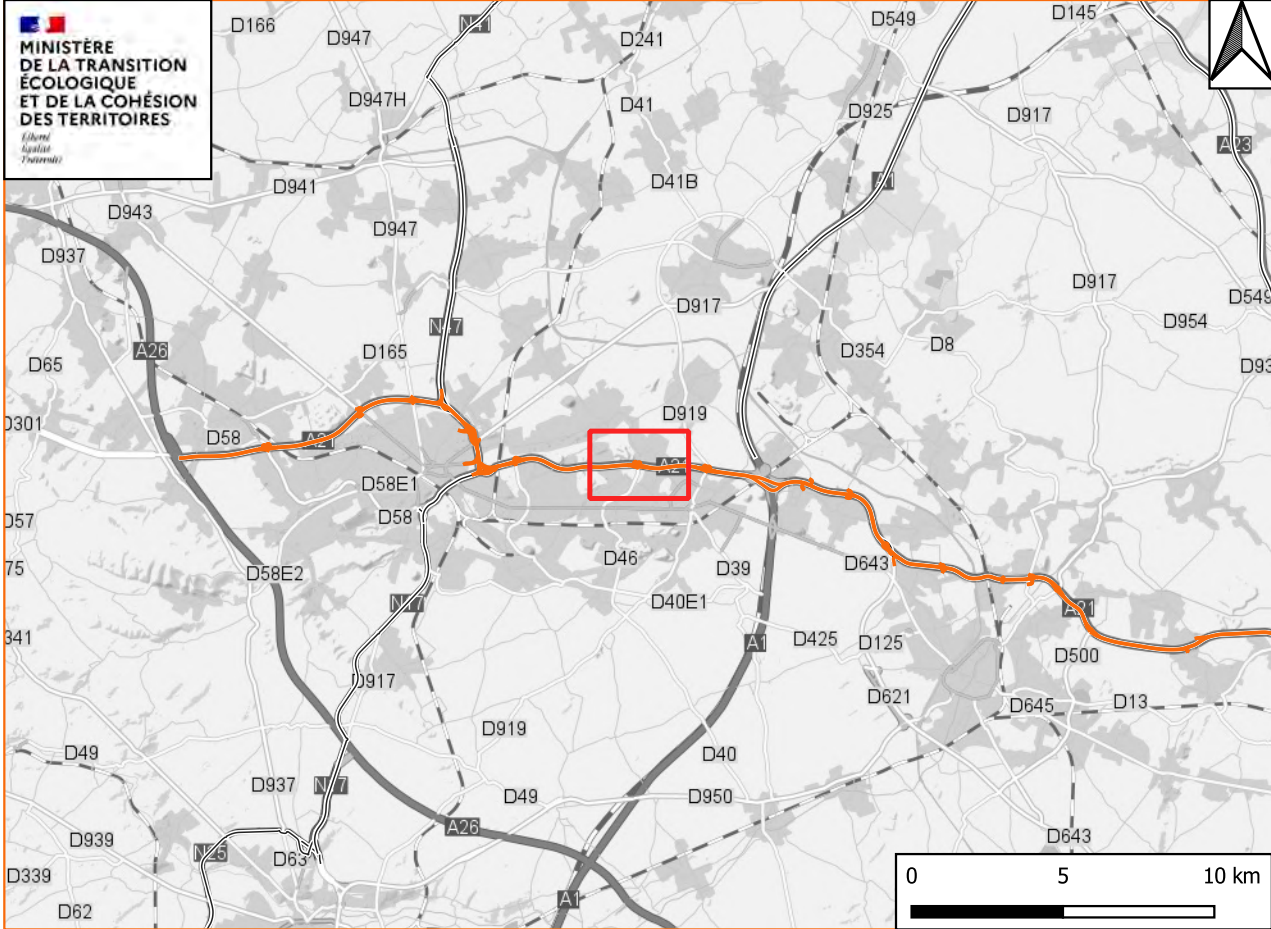 MINISTÈRE
DE LA TRANSITION
ÉCOLOGIQUE
ET DE LA COHÉSION
DES TERRITOIRES
Liberté
Égalité
Fraternité
D166
D947
N41
D241
D549
D145
D947H
D41
D925
D917
A23
D941
D41B
A1
D943
D947
D937
D917
D917
D549
N47
D954
A26
D165
D354
D8
D65
D93
D919
D301
D58
A21
A21
D58E1
D58
D57
D46
D643
75
D58E2
D39
N17
D40E1
A21
341
A1
D425
D125
D500
D917
D621
D645
D13
D919
D49
D40
D937
N17
D49
D950
A26
D939
N25
D63
D643
D339
A1
D62
0 5 10 km